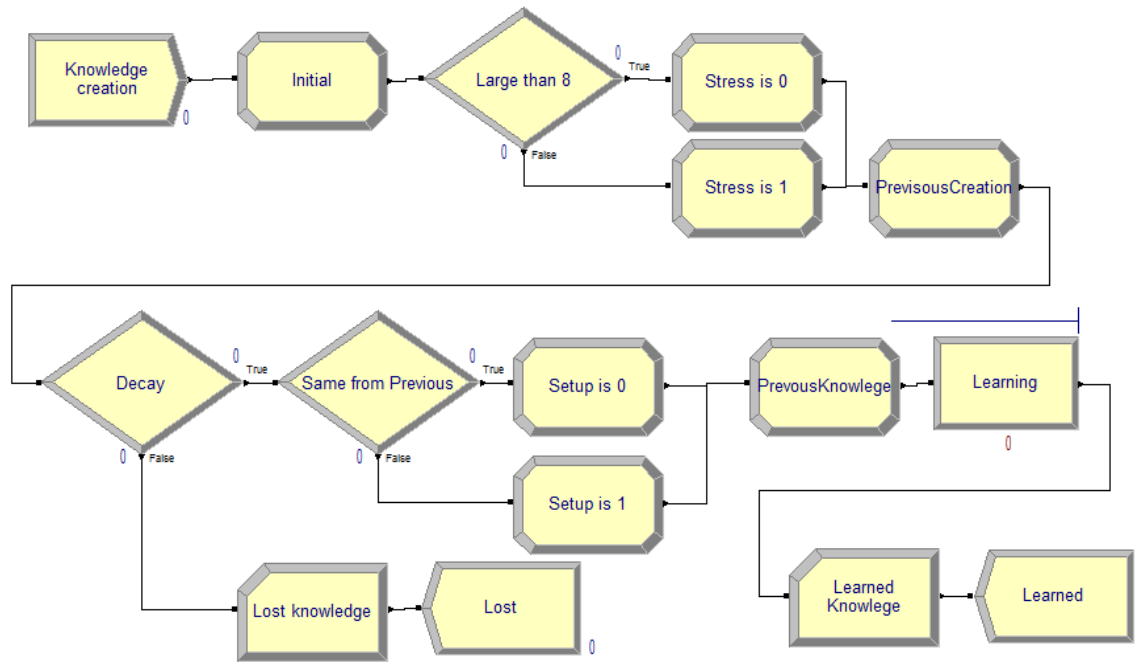 Knowledge
creation
0
Initial
Large than 8
0
True
0
False
Stress is 0
Stress is 1
PrevisousCreation
Decay
0
True
0
False
Same from Previous
0
True
0
False
Setup is 0
Setup is 1
PrevousKnowlege
Learning
0
Lost knowledge
Lost
0
Learned
Knowlege
Learned